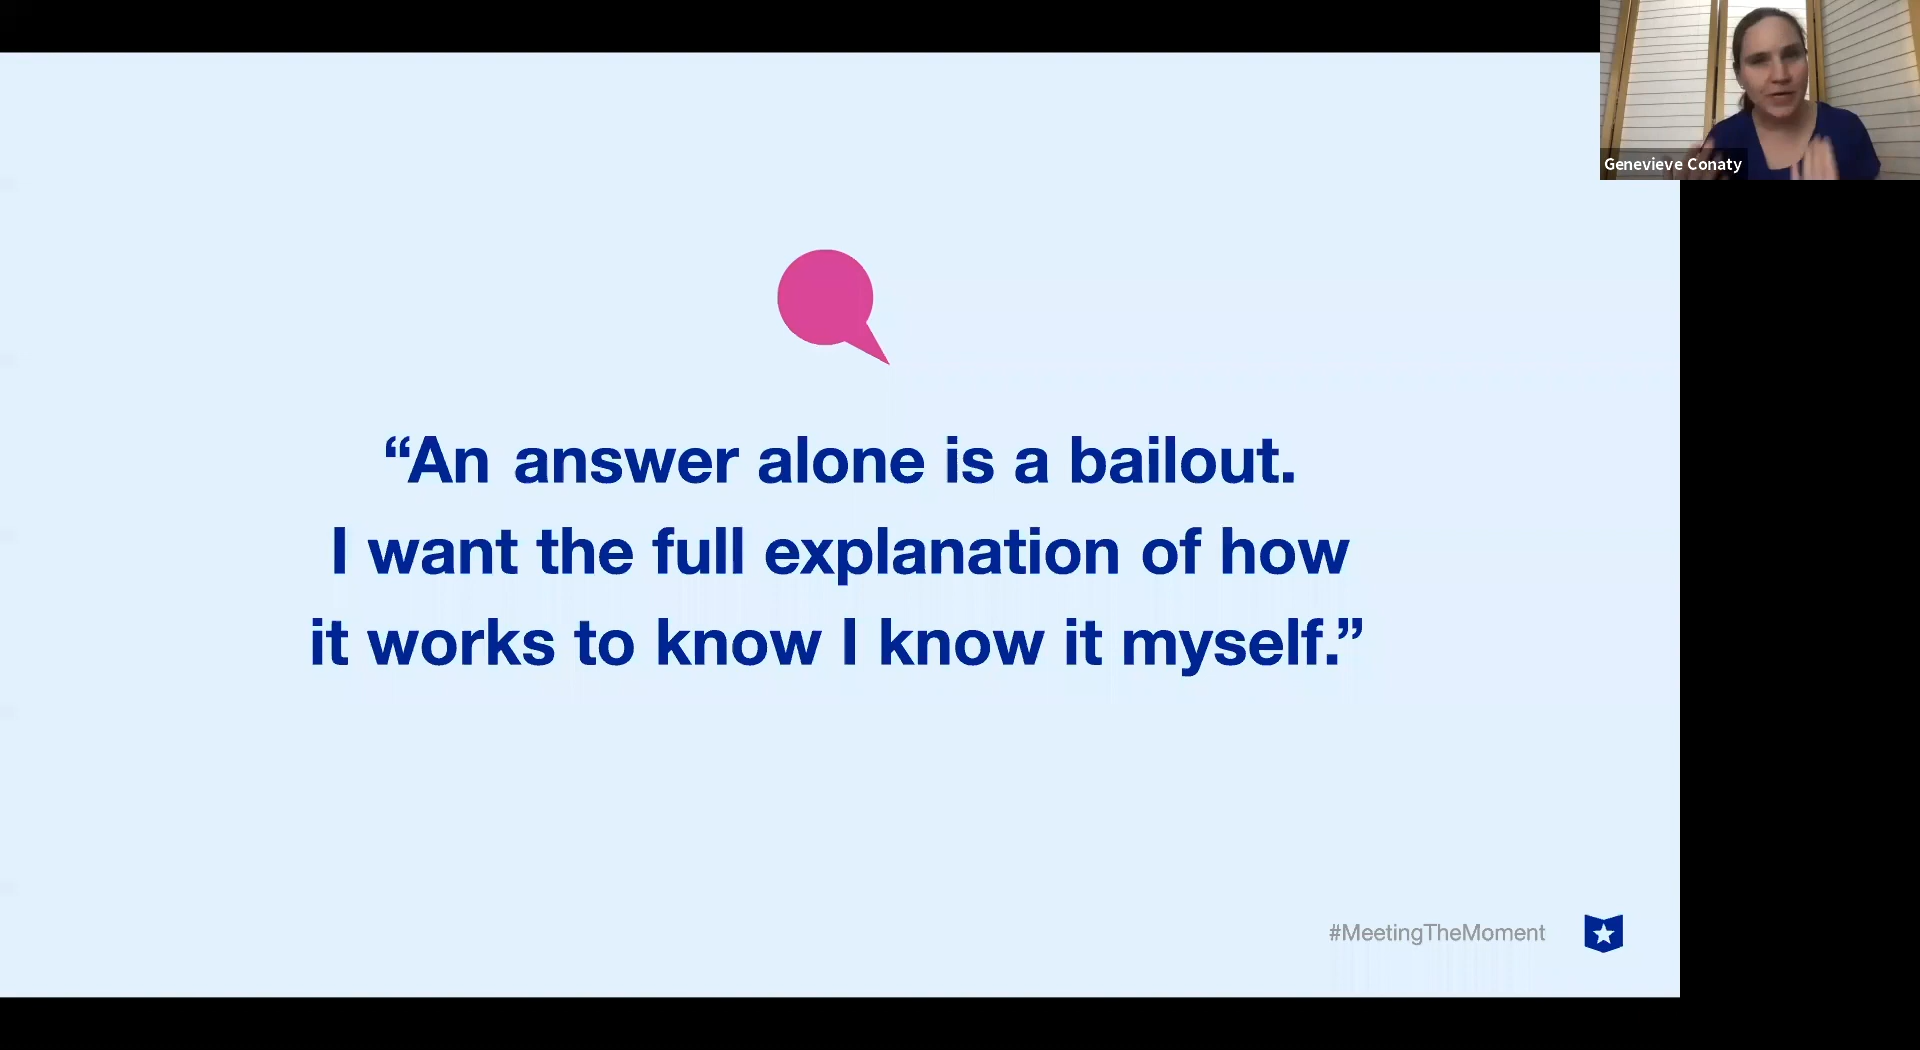 Genevieve Conaty
“An answer alone is a bailout.
I want the full explanation of how
it works to know I know it myself.”
#MeetingTheMoment